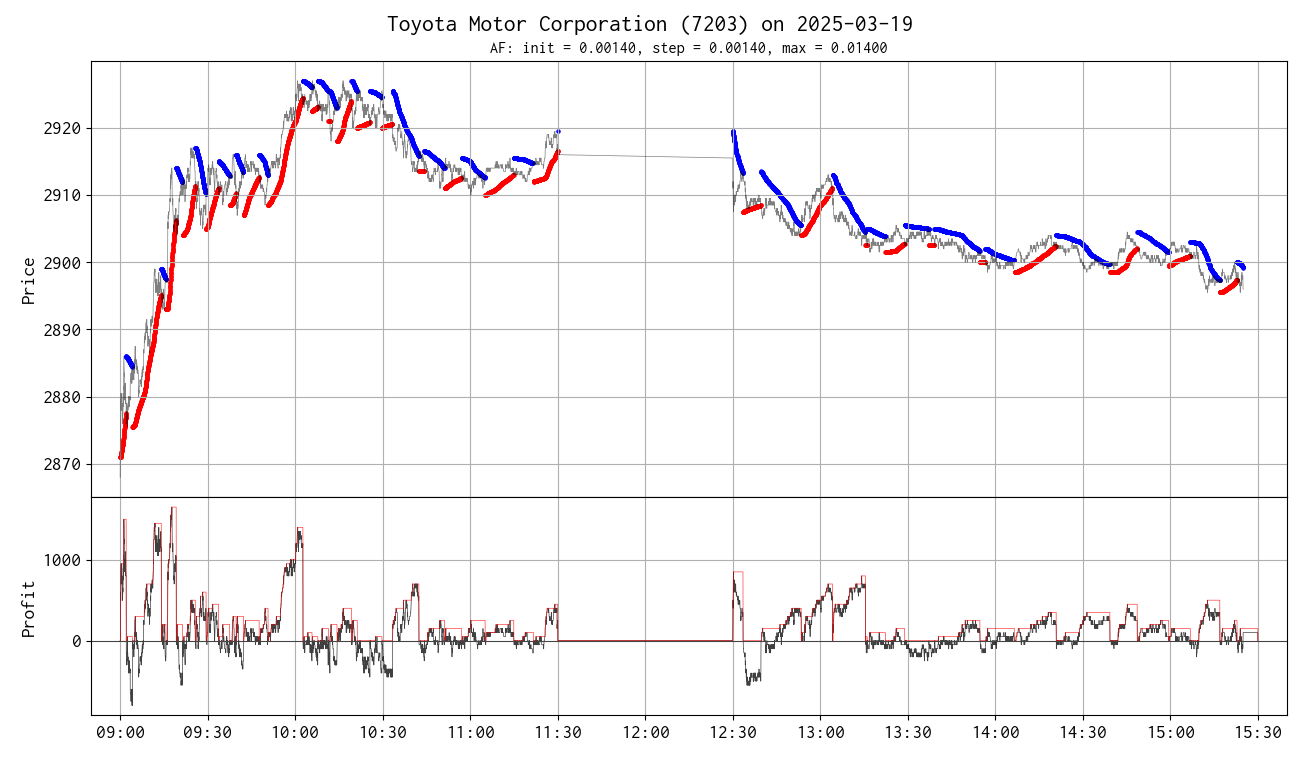 Toyota Motor Corporation (7203) on 2025-03-19
AF: init = 0.00140, step = 0.00140, max = 0.01400
Price
2920
2910
2900
2890
2880
2870
Profit
1000
0
09:00 09:30 10:00 10:30 11:00 11:30 12:00 12:30 13:00 13:30 14:00 14:30 15:00 15:30